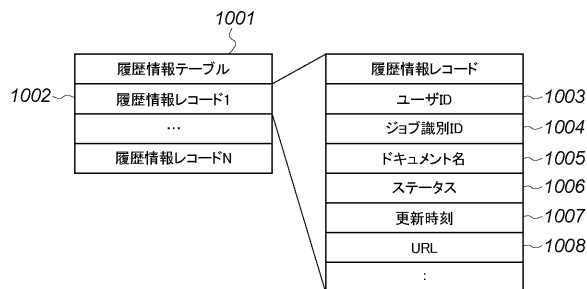 1001
履歴情報テーブル
1002
履歴情報レコード1
…
履歴情報レコードN
履歴情報レコード
ユーザID
1003
ジョブ識別ID
1004
ドキュメント名
1005
ステータス
1006
更新時刻
1007
URL
1008
: